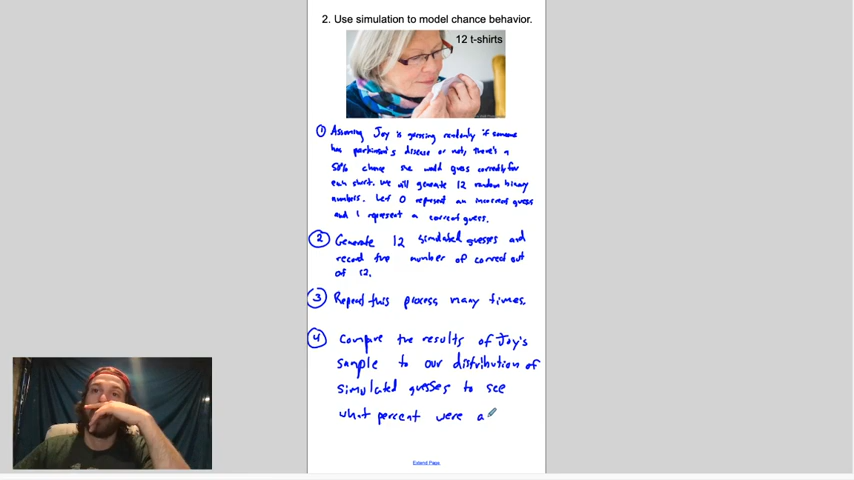 2. Use simulation to model chance behavior.
12 t-shirts
① Assuming Joy is guessing randomly if someone
has parkinson's disease or not, there's a
50% chance she would guess correctly for
each shirt. We will generate 12 random binary
numbers. Let 0 represent an incorrect guess
and 1 represent a correct guess.
② Generate 12 simulated guesses and
record the number of correct out
of 12.
③ Repeat this process many times.
④ Compare the results of Joy's
sample to our distribution of
simulated guesses to see
what percent were a
Extend Page